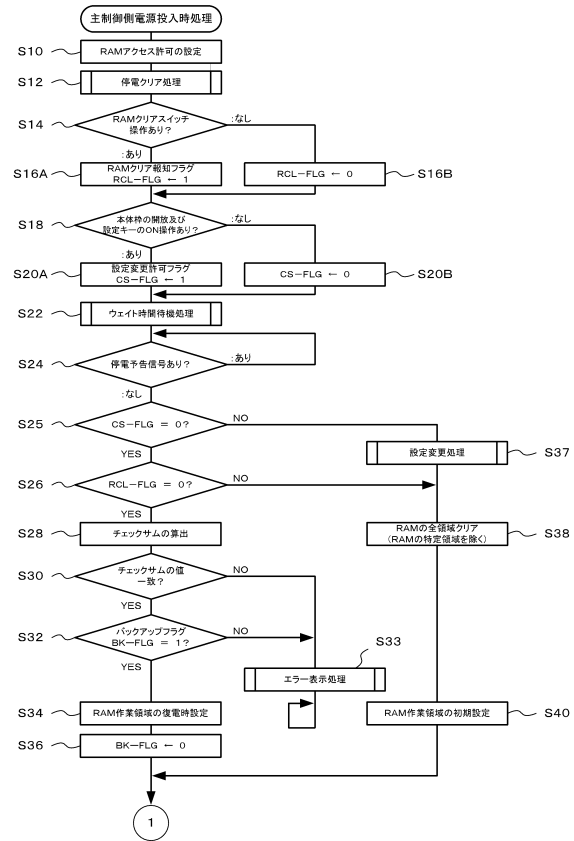 主制御側電源投入時処理
S10
RAMアクセス許可の設定
S12
停電クリア処理
S14
RAMクリアスイッチ
操作あり?
:なし
:あり
S16A
RAMクリア報知フラグ
RCL-FLG ← 1
RCL-FLG ← 0
S16B
S18
本体枠の開放及び
設定キーのON操作あり?
:なし
:あり
S20A
設定変更許可フラグ
CS-FLG ← 1
CS-FLG ← 0
S20B
S22
ウェイト時間待機処理
S24
停電予告信号あり?
:あり
:なし
S25
CS-FLG = 0?
NO
YES
設定変更処理
S37
S26
RCL-FLG = 0?
NO
YES
S28
チェックサムの算出
RAMの全領域クリア
(RAMの特定領域を除く)
S38
S30
チェックサムの値
一致?
NO
YES
S32
バックアップフラグ
BK-FLG = 1?
NO
YES
S33
エラー表示処理
S34
RAM作業領域の復電時設定
RAM作業領域の初期設定
S40
S36
BK-FLG ← 0
1